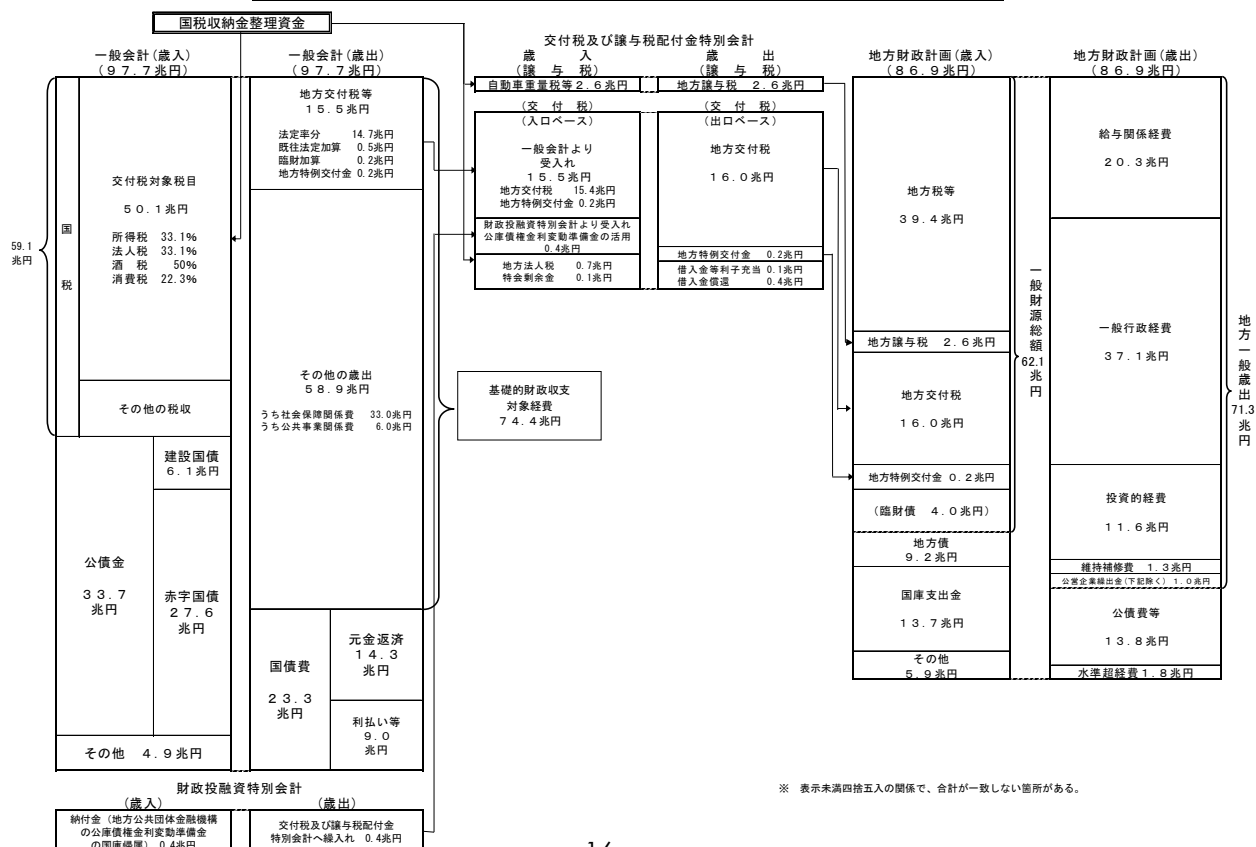 国税収納金整理資金
一般会計(歳入)
(97.7兆円)
59.1
兆円
国
税
交付税対象税目
50.1兆円
所得税 33.1%
法人税 33.1%
酒 税 50%
消費税 22.3%
その他の税収
公債金
33.7
兆円
建設国債
6.1兆円
赤字国債
27.6
兆円
その他 4.9兆円
一般会計(歳出)
(97.7兆円)
地方交付税等
15.5兆円
法定率分 14.7兆円
既往法定加算 0.5兆円
臨財加算 0.2兆円
地方特例交付金 0.2兆円
その他の歳出
58.9兆円
うち社会保障関係費 33.0兆円
うち公共事業関係費 6.0兆円
国債費
23.3
兆円
元金返済
14.3
兆円
利払い等
9.0
兆円
基礎的財政収支
対象経費
74.4兆円
財政投融資特別会計
(歳入)
納付金(地方公共団体金融機構
の公庫債権金利変動準備金
の国庫帰属) 0.4兆円
(歳出)
交付税及び譲与税配付金
特別会計へ繰入れ 0.4兆円
交付税及び譲与税配付金特別会計
歳 入
(譲 与 税)
自動車重量税等2.6兆円
(交 付 税)
(入口ベース)
一般会計より
受入れ
15.5兆円
地方交付税 15.4兆円
地方特例交付金 0.2兆円
財政投融資特別会計より受入れ
公庫債権金利変動準備金の活用
0.4兆円
地方法人税 0.7兆円
特会剰余金 0.1兆円
歳 出
(譲 与 税)
地方譲与税 2.6兆円
(交 付 税)
(出口ベース)
地方交付税
16.0兆円
地方特例交付金 0.2兆円
借入金等利子充当 0.1兆円
借入金償還 0.4兆円
地方財政計画(歳入)
(86.9兆円)
地方税等
39.4兆円
地方譲与税 2.6兆円
地方交付税
16.0兆円
地方特例交付金 0.2兆円
(臨財債 4.0兆円)
地方債
9.2兆円
国庫支出金
13.7兆円
その他
5.9兆円
一般財源総額
62.1
兆円
地方財政計画(歳出)
(86.9兆円)
給与関係経費
20.3兆円
一般行政経費
37.1兆円
投資的経費
11.6兆円
維持補修費 1.3兆円
公営企業繰出金(下記除く) 1.0兆円
公債費等
13.8兆円
水準超経費1.8兆円
地方一般歳出
71.3
兆円
※ 表示未満四捨五入の関係で、合計が一致しない箇所がある。